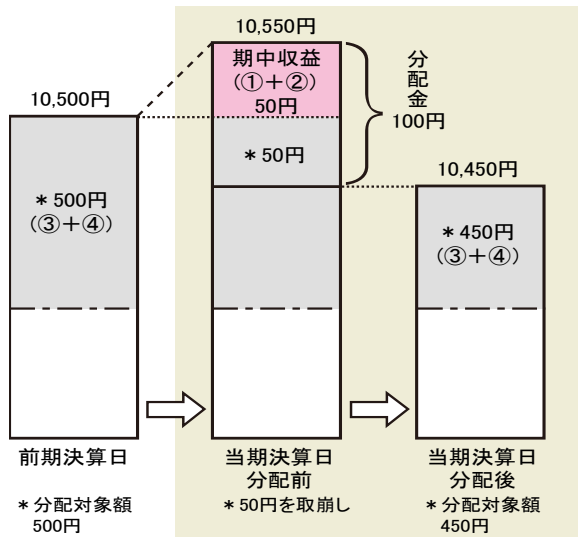 10,500円
*500円
(③+④)
前期決算日
*分配対象額
500円
10,550円
期中収益
(①+②)
50円
*50円
分配金
100円
当期決算日
分配前
*50円を取崩し
10,450円
*450円
(③+④)
当期決算日
分配後
*分配対象額
450円